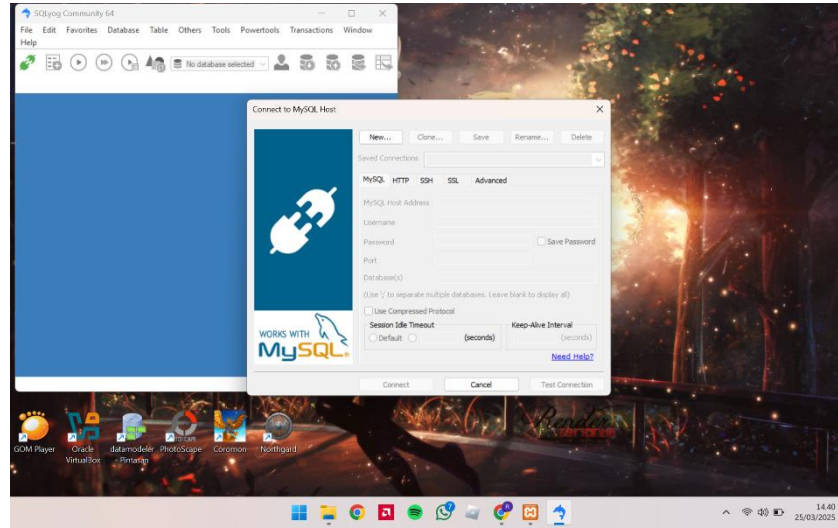 SQLyog Community 64
File Edit Favorites Database Table Others Tools Powertools Transactions Window
Help
No database selected
Connect to MySQL Host
New... Clone... Save Rename... Delete
Saved Connections
MySQL HTTP SSH SSL Advanced
MySQL Host Address
Username
Password Save Password
Port
Database(s)
(Use ';' to separate multiple databases. Leave blank to display all)
Use Compressed Protocol
Session Idle Timeout Keep-Alive Interval
Default (seconds) (seconds)
Need Help?
WORKS WITH
MySQL
Connect Cancel Test Connection
GOM Player
Oracle
VirtualBox
datamodeler
- Pintasan
PhotoScape
Coromon
Northgard
14.40
25/03/2025